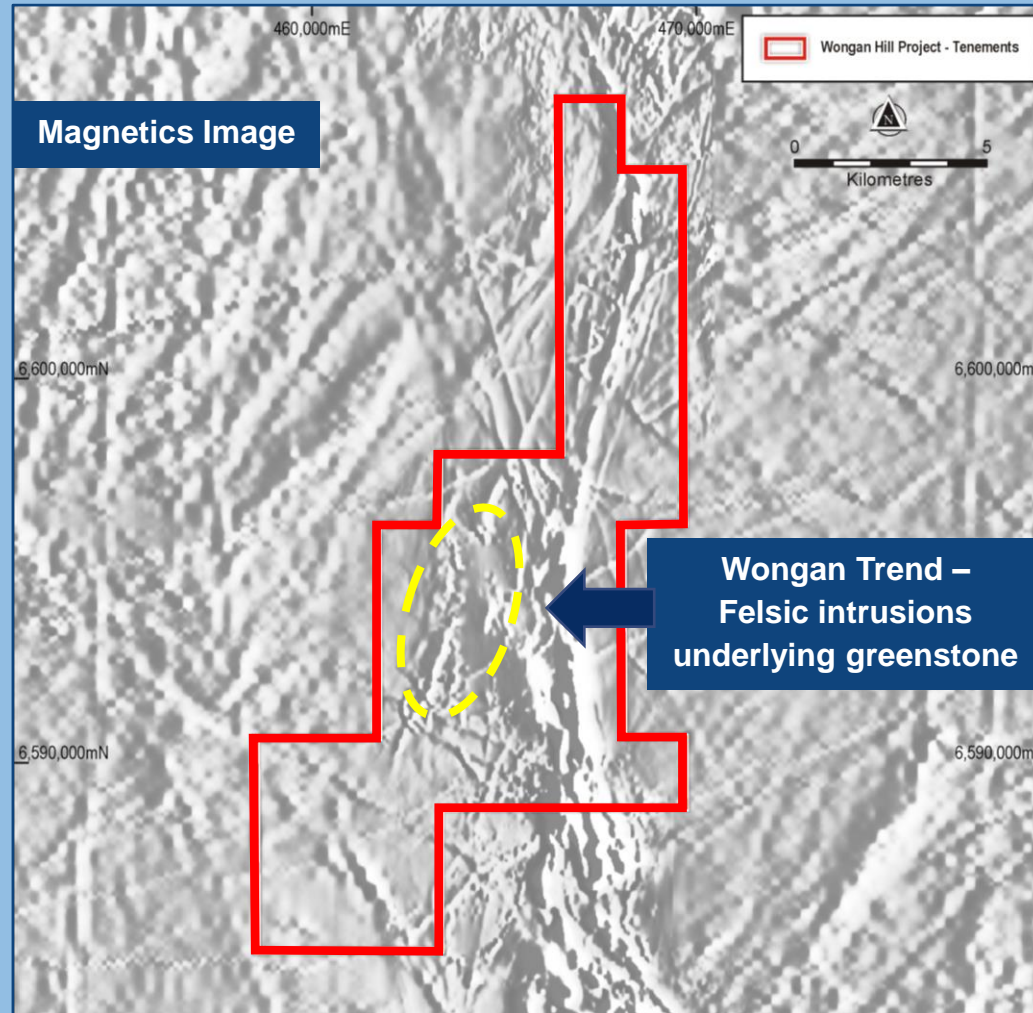 460,000mE
470,000mE
Wongan Hill Project - Tenements
Magnetics Image
N
0 5
Kilometres
6,600,000mN
6,600,000m
Wongan Trend –
Felsic intrusions
underlying greenstone
6,590,000mN
6,590,000m